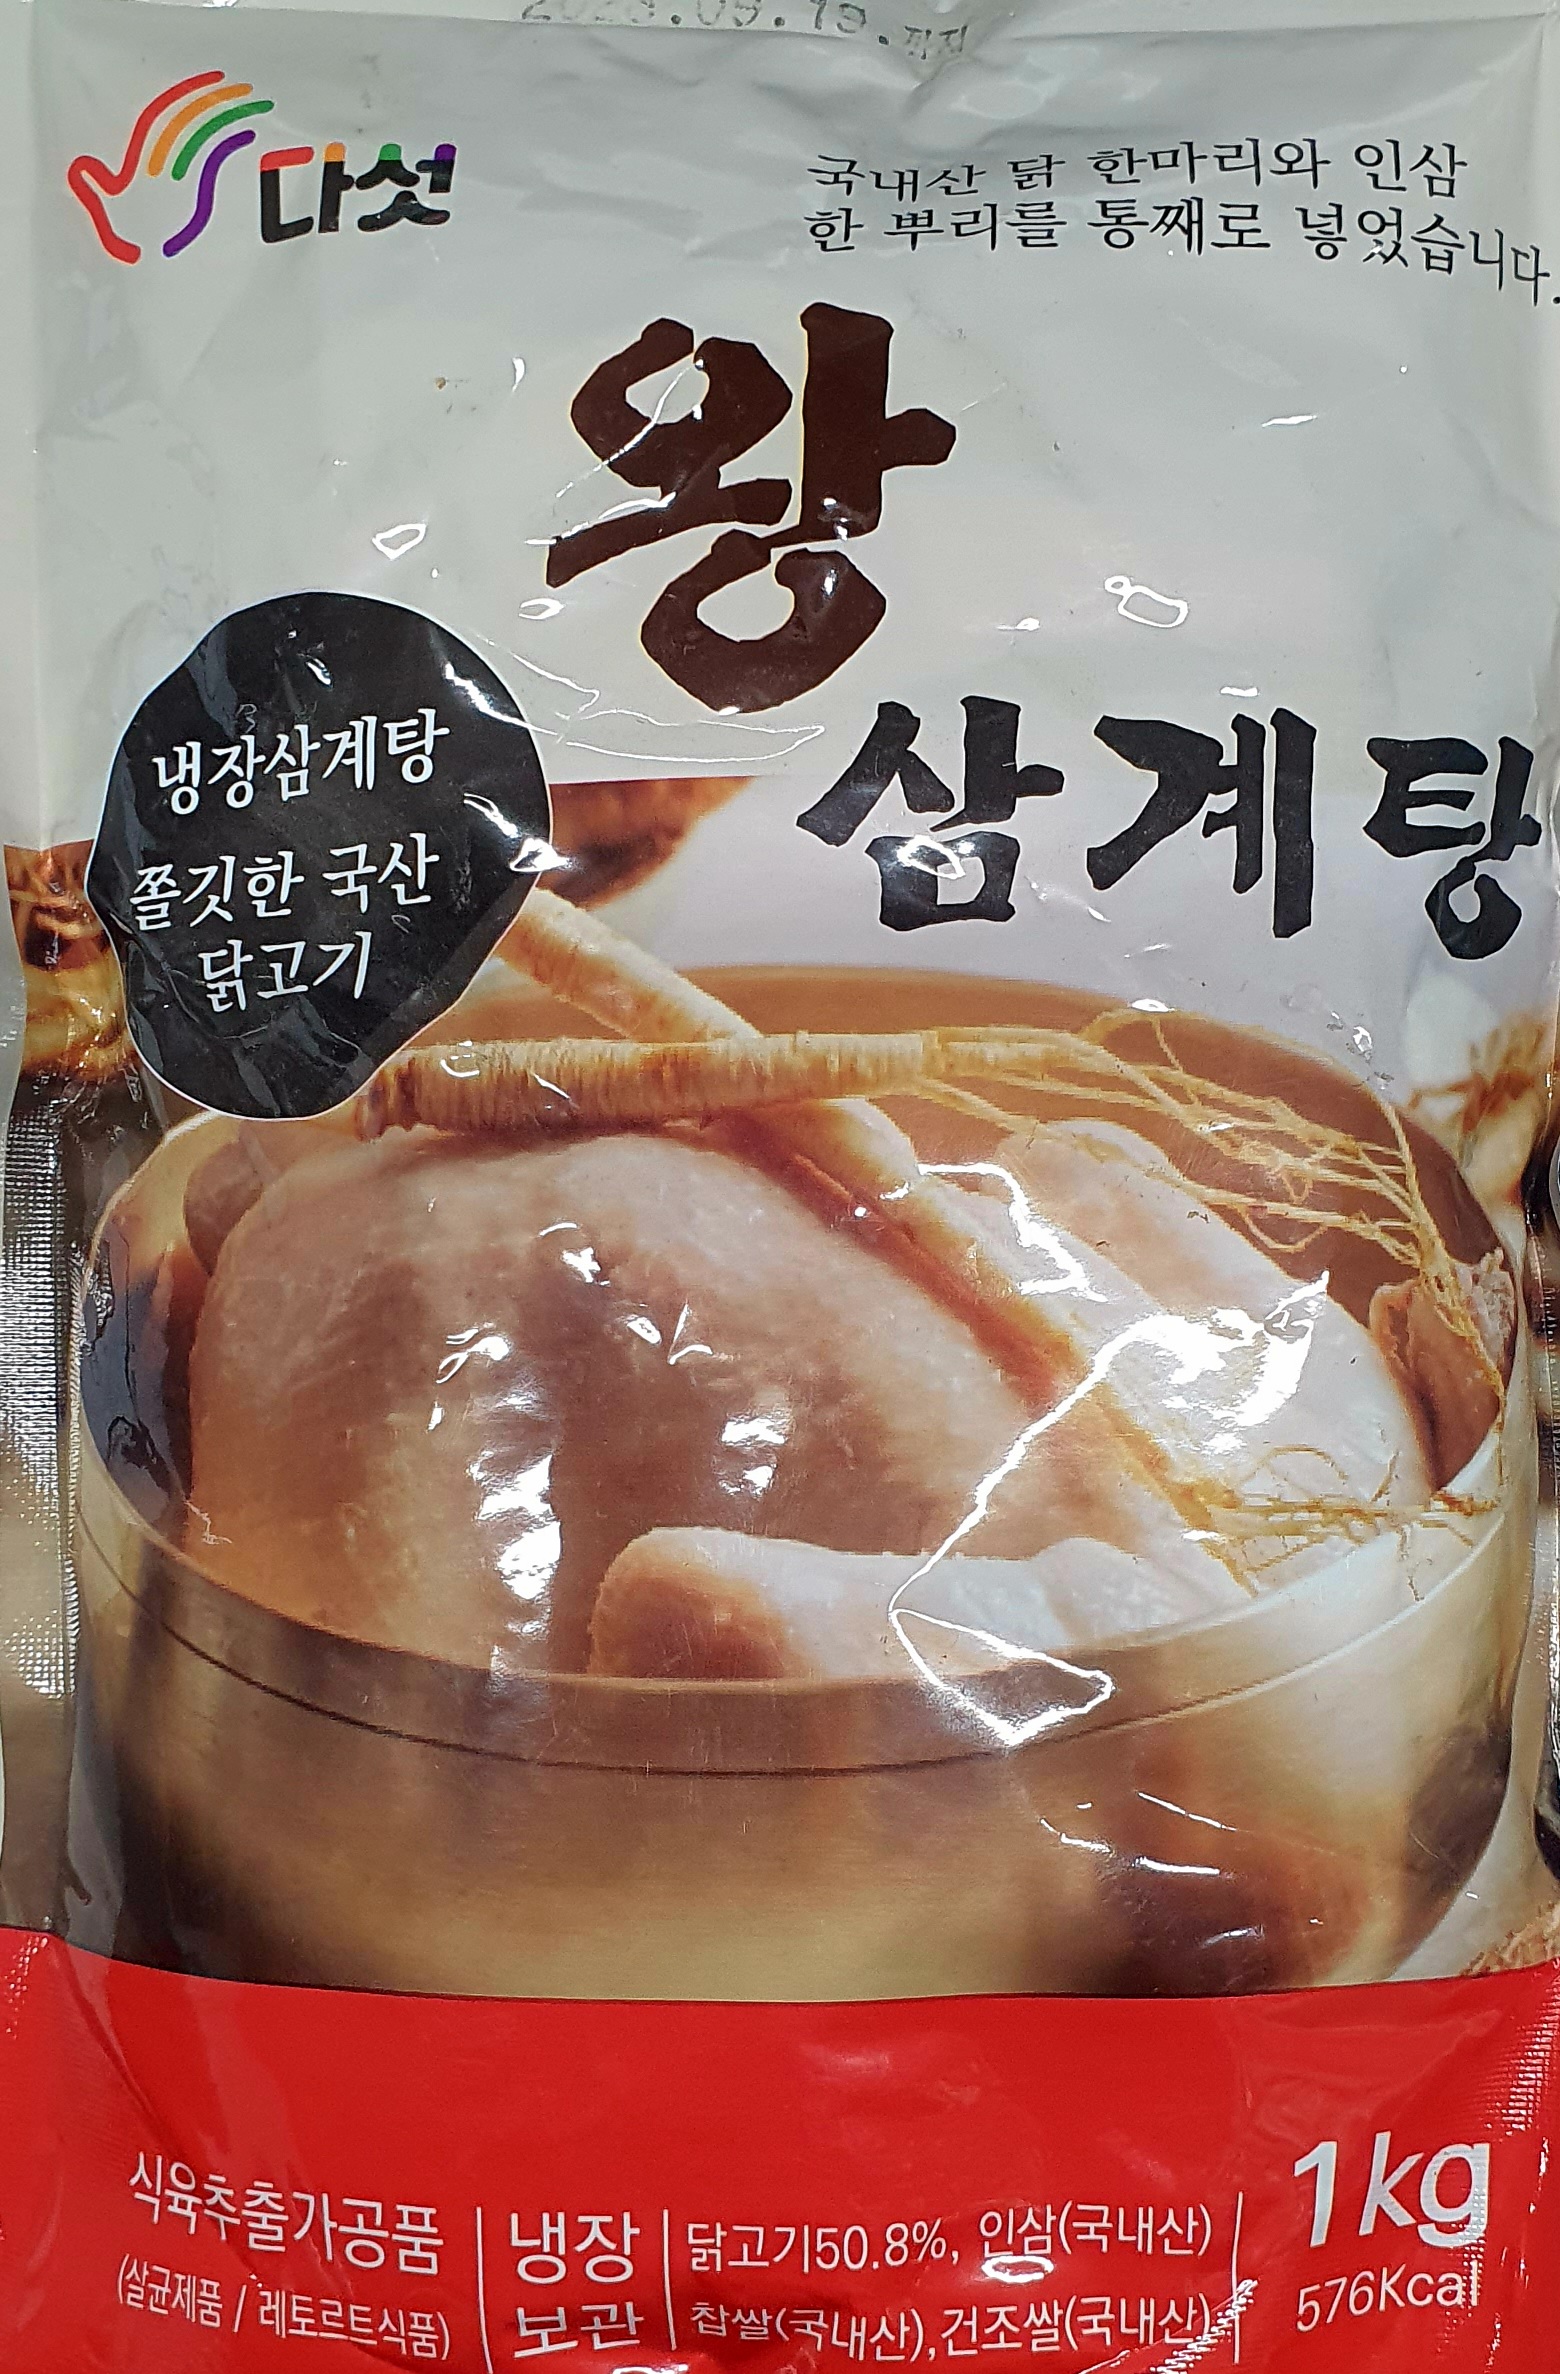 다섯
국내산 닭 한마리와 인삼
한 뿌리를 통째로 넣었습니다.
왕
삼계탕
냉장삼계탕
쫄깃한 국산
닭고기
식육추출가공품
(살균제품 / 레토르트식품)
냉장
보관
닭고기50.8%, 인삼(국내산)
찹쌀(국내산),건조쌀(국내산)
1kg
576Kcal